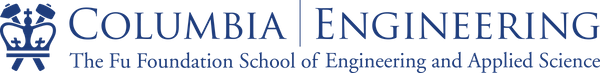 COLUMBIA | ENGINEERING
The Fu Foundation School of Engineering and Applied Science